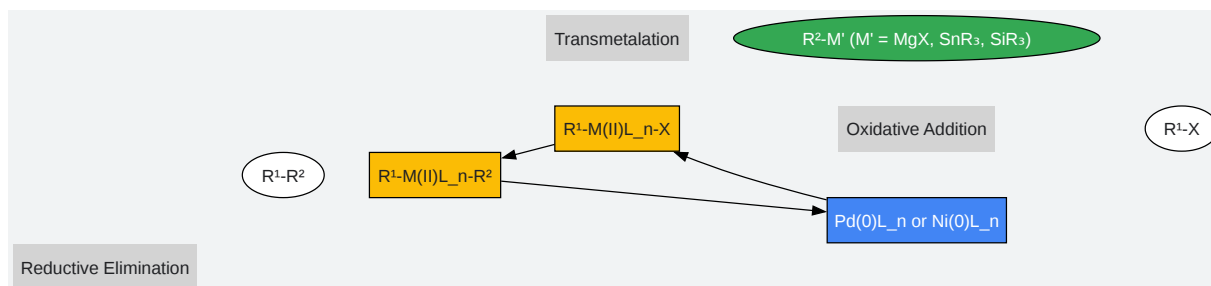 Transmetalation
R²-M' (M' = MgX, SnR₃, SiR₃)
R¹-M(II)L_n-X
Oxidative Addition
R¹-X
R¹-R²
R¹-M(II)L_n-R²
Pd(0)L_n or Ni(0)L_n
Reductive Elimination